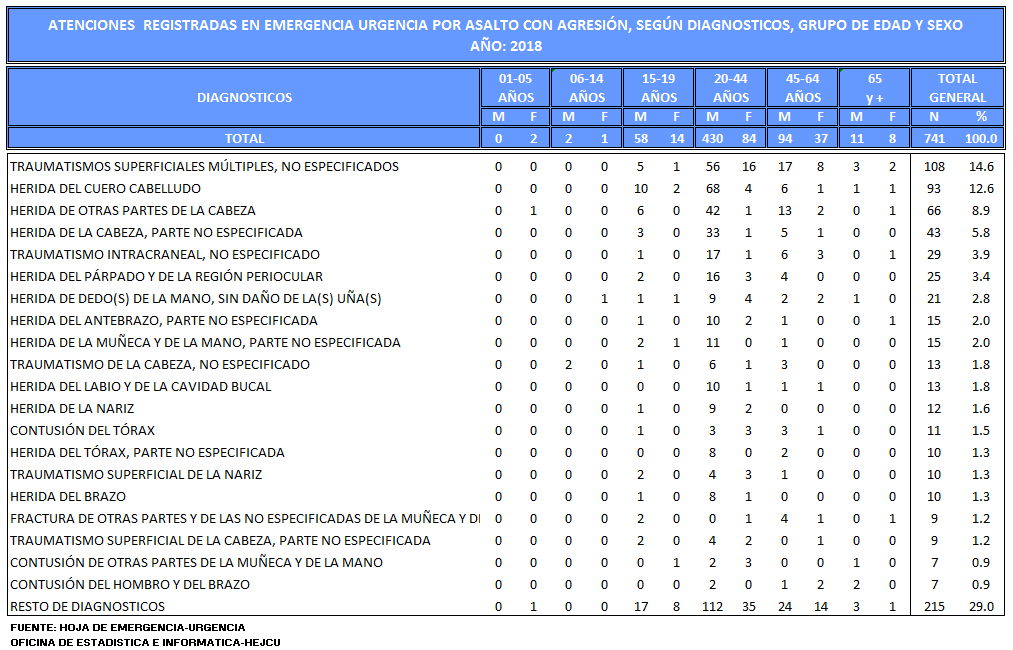 ATENCIONES REGISTRADAS EN EMERGENCIA URGENCIA POR ASALTO CON AGRESIÓN, SEGÚN DIAGNOSTICOS, GRUPO DE EDAD Y SEXO
AÑO: 2018
DIAGNOSTICOS 01-05 AÑOS 06-14 AÑOS 15-19 AÑOS 20-44 AÑOS 45-64 AÑOS 65 y + TOTAL GENERAL
M F M F M F M F M F M F N %
TOTAL 0 2 2 1 58 14 430 84 94 37 11 8 741 100.0
TRAUMATISMOS SUPERFICIALES MÚLTIPLES, NO ESPECIFICADOS 0 0 0 0 5 1 56 16 17 8 3 2 108 14.6
HERIDA DEL CUERO CABELLUDO 0 0 0 0 10 2 68 4 6 1 1 1 93 12.6
HERIDA DE OTRAS PARTES DE LA CABEZA 0 1 0 0 6 0 42 1 13 2 0 1 66 8.9
HERIDA DE LA CABEZA, PARTE NO ESPECIFICADA 0 0 0 0 3 0 33 1 5 1 0 0 43 5.8
TRAUMATISMO INTRACRANEAL, NO ESPECIFICADO 0 0 0 0 1 0 17 1 6 3 0 1 29 3.9
HERIDA DEL PÁRPADO Y DE LA REGIÓN PERIOCULAR 0 0 0 0 2 0 16 3 4 0 0 0 25 3.4
HERIDA DE DEDO(S) DE LA MANO, SIN DAÑO DE LA(S) UÑA(S) 0 0 0 1 1 1 9 4 2 2 1 0 21 2.8
HERIDA DEL ANTEBRAZO, PARTE NO ESPECIFICADA 0 0 0 0 1 0 10 2 1 0 0 1 15 2.0
HERIDA DE LA MUÑECA Y DE LA MANO, PARTE NO ESPECIFICADA 0 0 0 0 2 1 11 0 1 0 0 0 15 2.0
TRAUMATISMO DE LA CABEZA, NO ESPECIFICADO 0 0 2 0 1 0 6 1 3 0 0 0 13 1.8
HERIDA DEL LABIO Y DE LA CAVIDAD BUCAL 0 0 0 0 0 0 10 1 1 1 0 0 13 1.8
HERIDA DE LA NARIZ 0 0 0 0 1 0 9 2 0 0 0 0 12 1.6
CONTUSIÓN DEL TÓRAX 0 0 0 0 1 0 3 3 3 1 0 0 11 1.5
HERIDA DEL TÓRAX, PARTE NO ESPECIFICADA 0 0 0 0 0 0 8 0 2 0 0 0 10 1.3
TRAUMATISMO SUPERFICIAL DE LA NARIZ 0 0 0 0 2 0 4 3 1 0 0 0 10 1.3
HERIDA DEL BRAZO 0 0 0 0 1 0 8 1 0 0 0 0 10 1.3
FRACTURA DE OTRAS PARTES Y DE LAS NO ESPECIFICADAS DE LA MUÑECA Y DE 0 0 0 0 2 0 0 1 4 1 0 1 9 1.2
TRAUMATISMO SUPERFICIAL DE LA CABEZA, PARTE NO ESPECIFICADA 0 0 0 0 2 0 4 2 0 1 0 0 9 1.2
CONTUSIÓN DE OTRAS PARTES DE LA MUÑECA Y DE LA MANO 0 0 0 0 0 1 2 3 0 0 1 0 7 0.9
CONTUSIÓN DEL HOMBRO Y DEL BRAZO 0 0 0 0 0 0 2 0 1 2 2 0 7 0.9
RESTO DE DIAGNOSTICOS 0 1 0 0 17 8 112 35 24 14 3 1 215 29.0
FUENTE: HOJA DE EMERGENCIA-URGENCIA
OFICINA DE ESTADISTICA E INFORMATICA-HEJCU